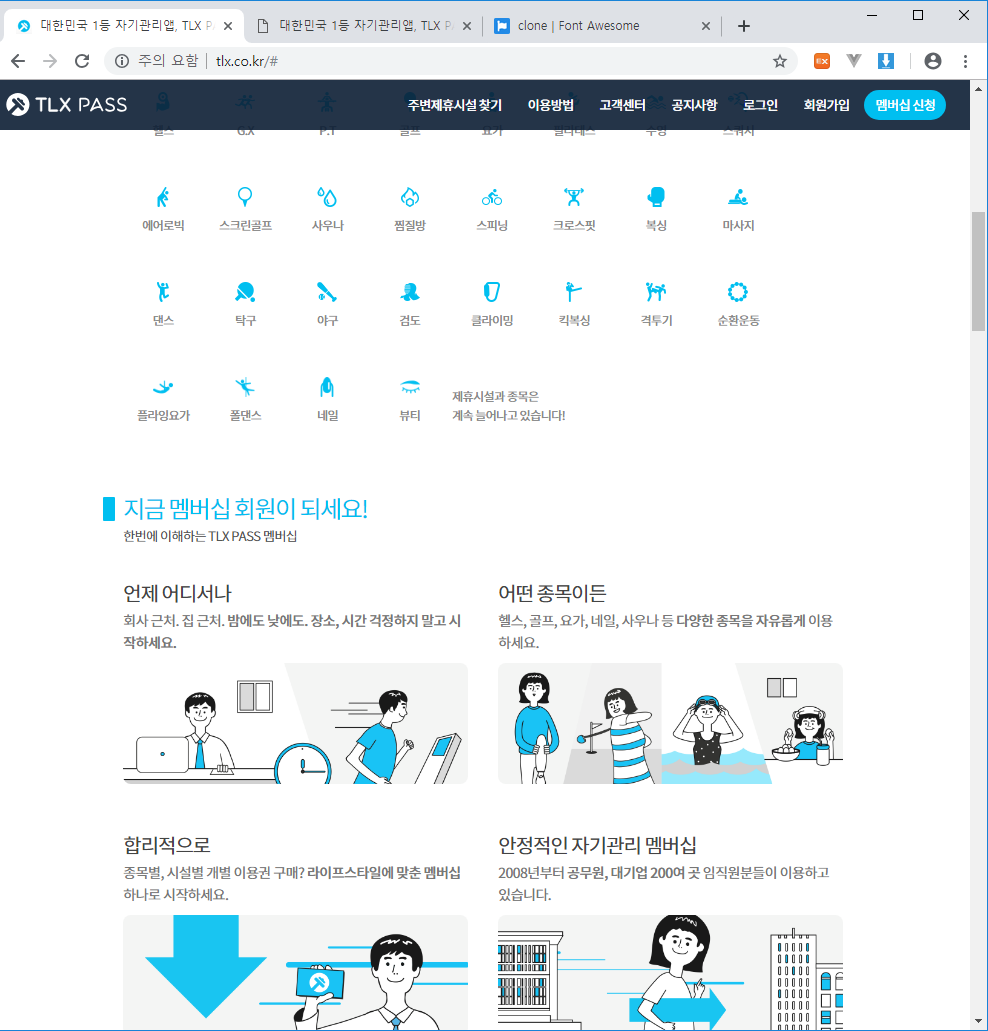 대한민국 1등 자기관리앱, TLX P
대한민국 1등 자기관리앱, TLX P
clone | Font Awesome
주의 요함
tlx.co.kr/#
EX
TLX PASS
주변제휴시설 찾기
이용방법
고객센터
공지사항
로그인
회원가입
멤버십 신청
헬스
G.X
P.T
골프
요가
필라테스
수영
스쿼시
에어로빅
스크린골프
사우나
찜질방
스피닝
크로스핏
복싱
마사지
댄스
탁구
야구
검도
클라이밍
킥복싱
격투기
순환운동
플라잉요가
폴댄스
네일
뷰티
제휴시설과 종목은
계속 늘어나고 있습니다!
지금 멤버십 회원이 되세요!
한번에 이해하는 TLX PASS 멤버십
언제 어디서나
회사 근처. 집 근처. 밤에도 낮에도. 장소, 시간 걱정하지 말고 시
작하세요.
어떤 종목이든
헬스, 골프, 요가, 네일, 사우나 등 다양한 종목을 자유롭게 이용
하세요.
합리적으로
종목별, 시설별 개별 이용권 구매? 라이프스타일에 맞춘 멤버십
하나로 시작하세요.
안정적인 자기관리 멤버십
2008년부터 공무원, 대기업 200여 곳 임직원분들이 이용하고
있습니다.